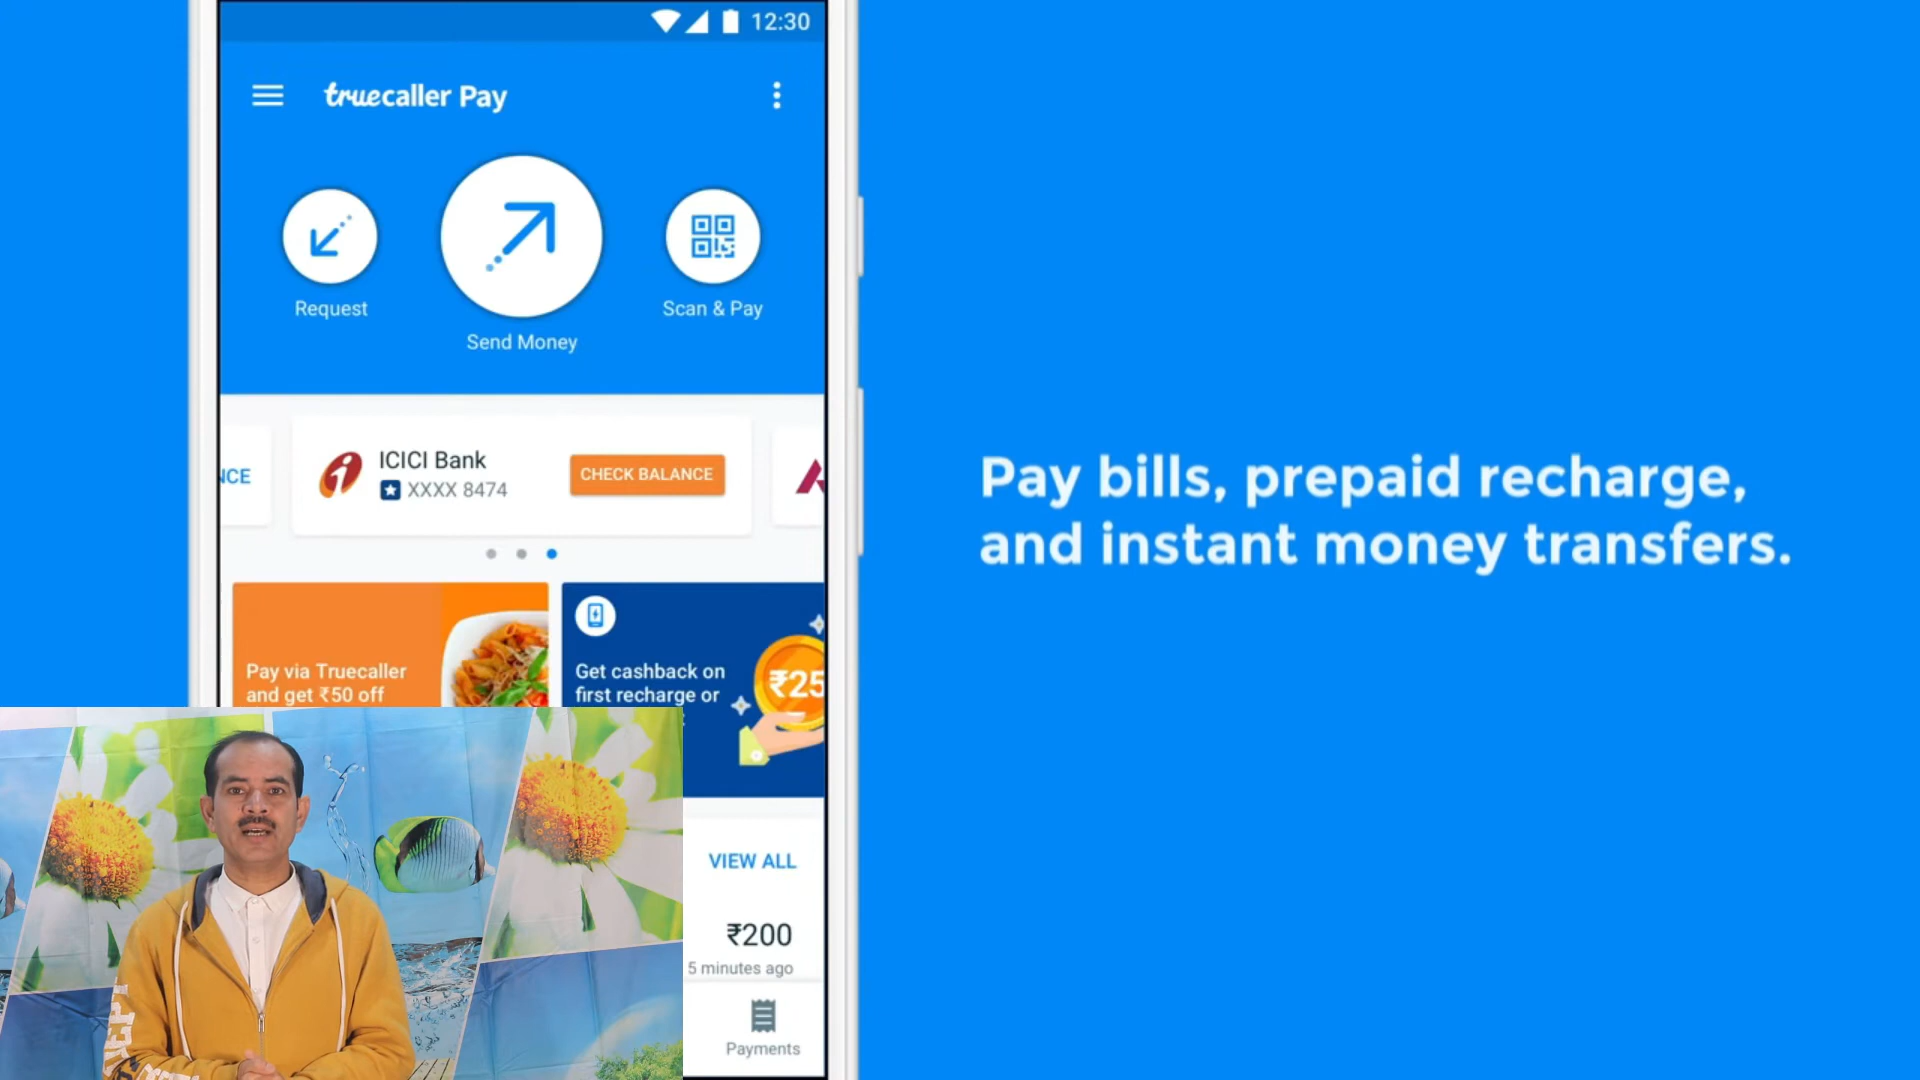 12:30
truecaller Pay
Request
Send Money
Scan & Pay
NCE
ICICI Bank
XXXX 8474
CHECK BALANCE
Pay bills, prepaid recharge,
and instant money transfers.
Pay via Truecaller
and get ₹50 off
Get cashback on
first recharge or
₹25
VIEW ALL
₹200
5 minutes ago
Payments